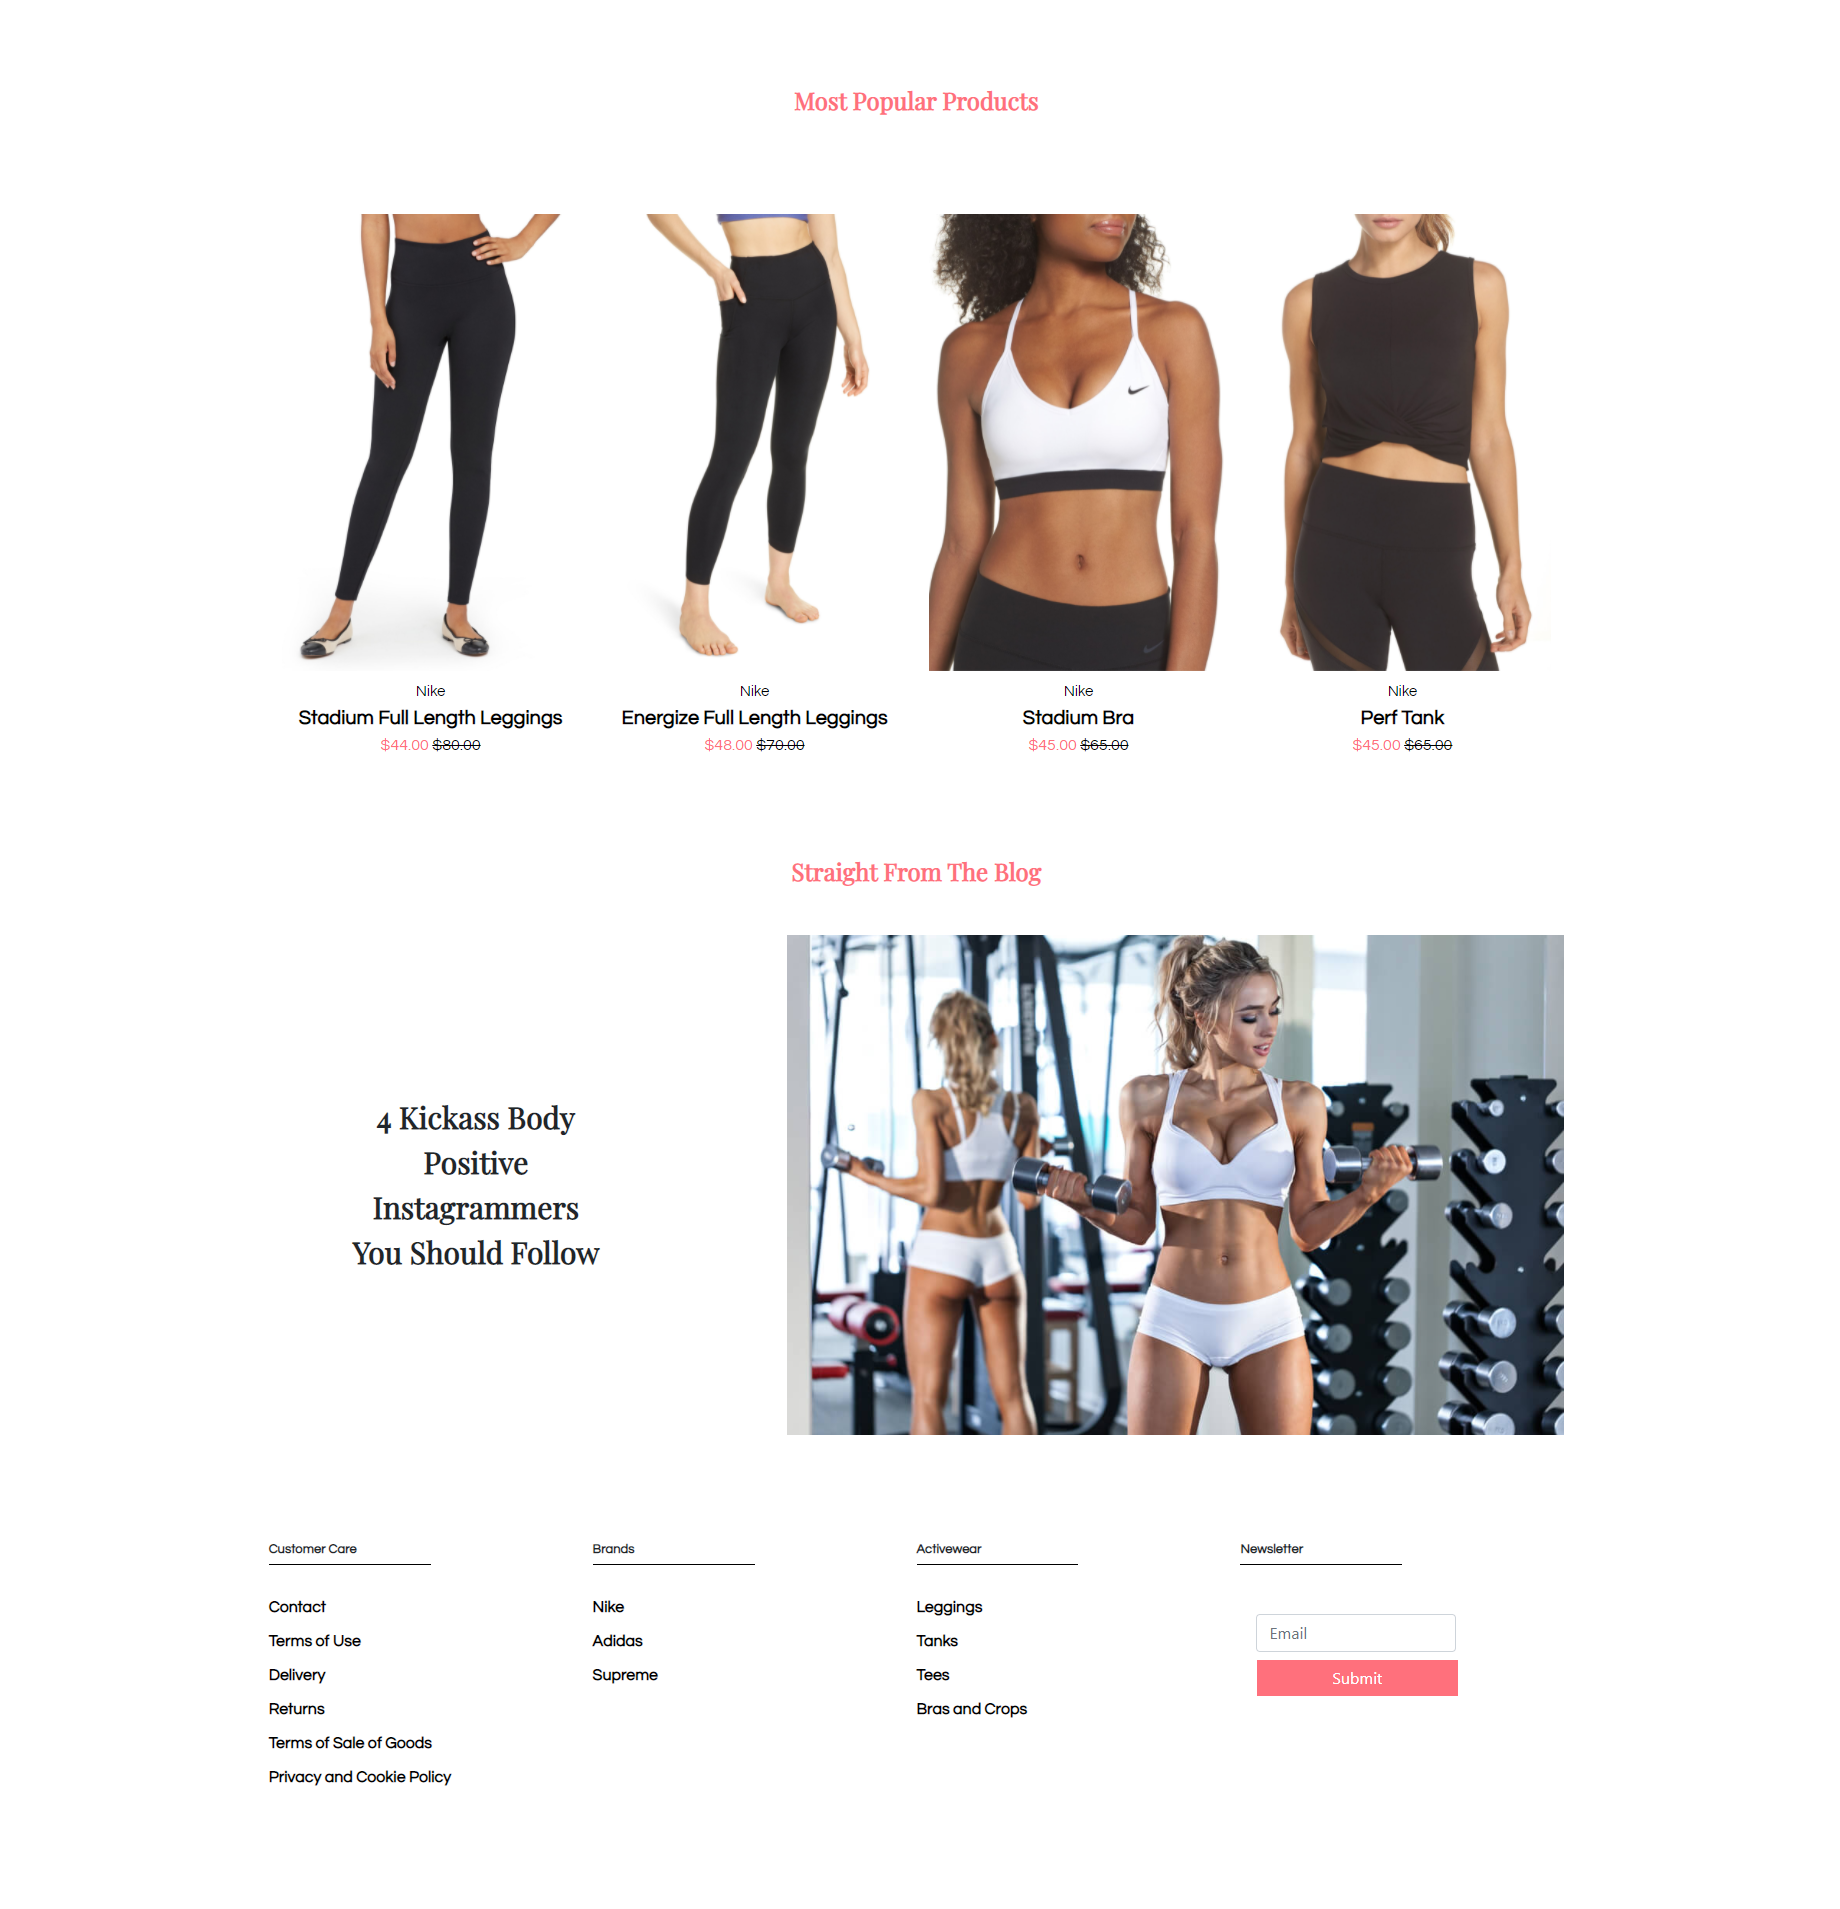 Most Popular Products
Nike
Stadium Full Length Leggings
$44.00 $80.00
Nike
Energize Full Length Leggings
$48.00 $70.00
Nike
Stadium Bra
$45.00 $65.00
Nike
Perf Tank
$45.00 $65.00
Straight From The Blog
4 Kickass Body
Positive
Instagrammers
You Should Follow
Customer Care
Contact
Terms of Use
Delivery
Returns
Terms of Sale of Goods
Privacy and Cookie Policy
Brands
Nike
Adidas
Supreme
Activewear
Leggings
Tanks
Tees
Bras and Crops
Newsletter
Email
Submit